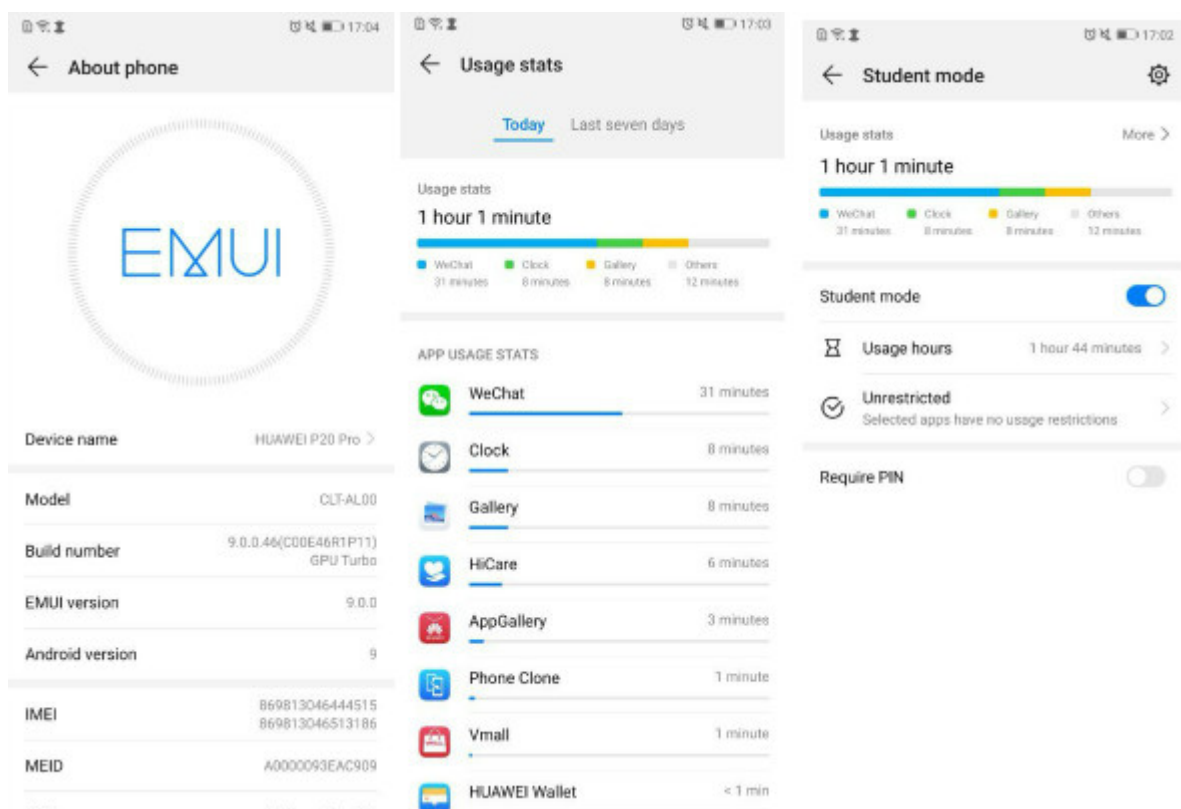 17:04
About phone
EMUI
Device name HUAWEI P20 Pro
Model CLT-AL00
Build number 9.0.0.46(C00E46R1P11)
GPU Turbo
EMUI version 9.0.0
Android version 9
IMEI 869813046444515
869813046513186
MEID A0000093EAC909
17:03
Usage stats
Today Last seven days
Usage stats
1 hour 1 minute
WeChat Clock Gallery Others
31 minutes 8 minutes 8 minutes 12 minutes
APP USAGE STATS
WeChat 31 minutes
Clock 8 minutes
Gallery 8 minutes
HiCare 6 minutes
AppGallery 3 minutes
Phone Clone 1 minute
Vmall 1 minute
HUAWEI Wallet < 1 min
17:02
Student mode
Usage stats More
1 hour 1 minute
WeChat Clock Gallery Others
31 minutes 8 minutes 8 minutes 12 minutes
Student mode
Usage hours 1 hour 44 minutes
Unrestricted
Selected apps have no usage restrictions
Require PIN